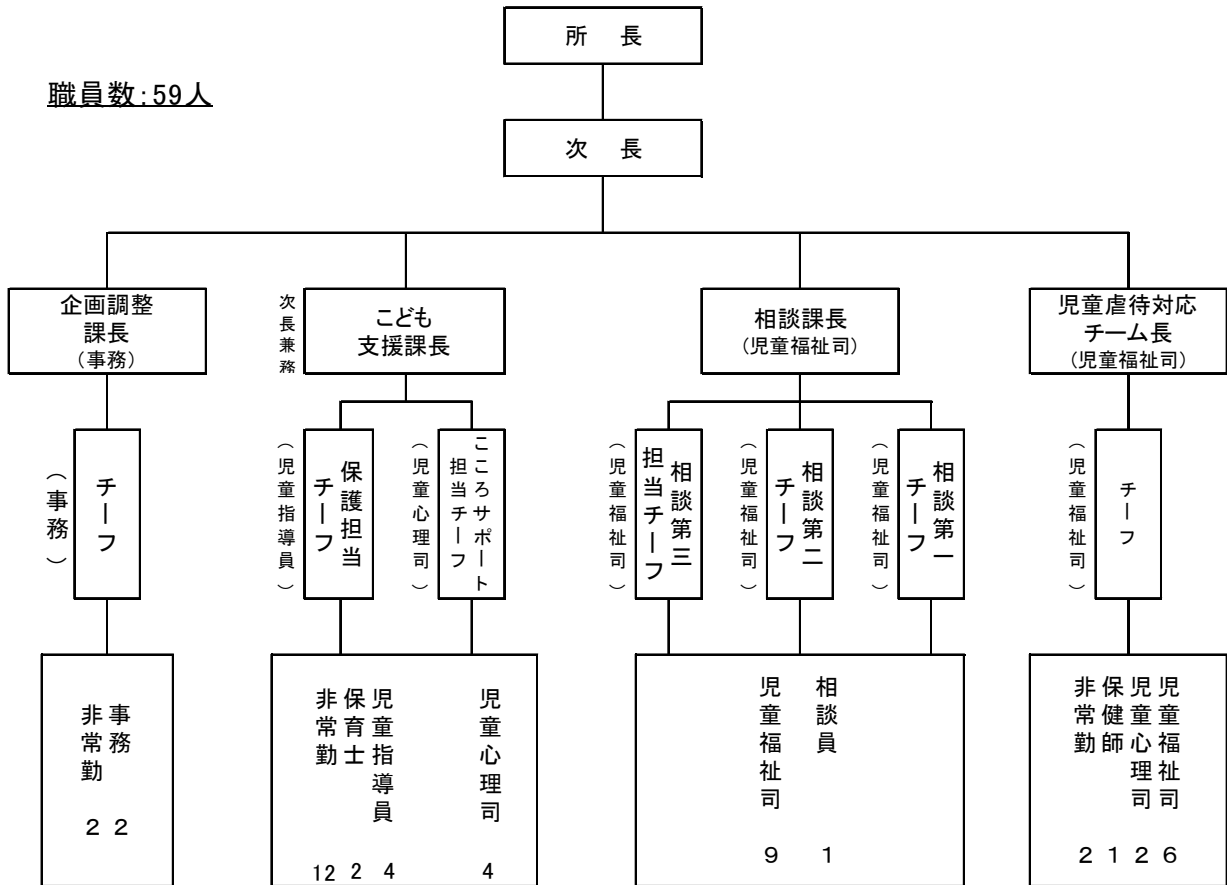 所　長
職員数：59人
次　長
企画調整
課長
（事務）
次長兼務
こども
支援課長
相談課長
（児童福祉司）
児童虐待対応
チーム長
（児童福祉司）
チーフ
（事務）
保護担当
チーフ
（児童指導員）
こころサポート
担当チーフ
（児童心理司）
相談第三
担当チーフ
（児童福祉司）
相談第二
チーフ
（児童福祉司）
相談第一
チーフ
（児童福祉司）
チーフ
（児童福祉司）
事務　2
非常勤　2
児童心理司　4
児童指導員　4
保育士　2
非常勤　12
相談員　1
児童福祉司　9
児童福祉司　6
児童心理司　2
保健師　1
非常勤　2